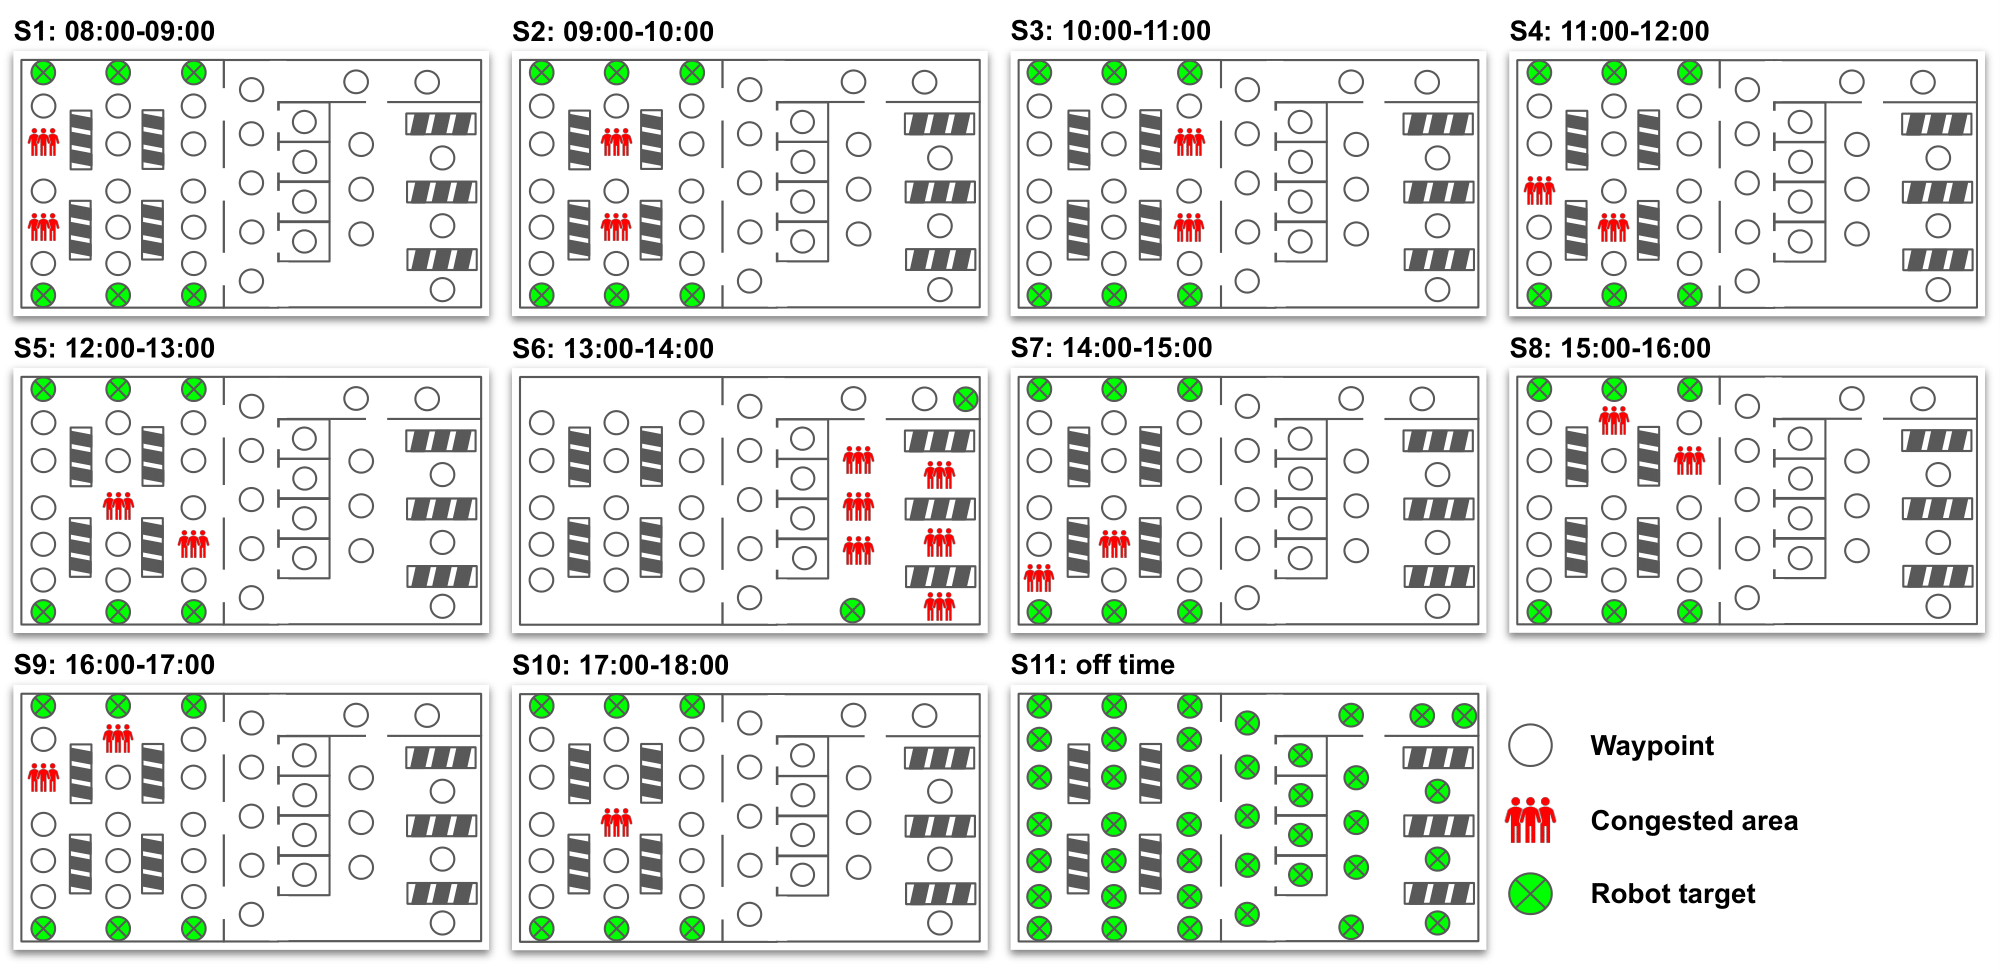 S1: 08:00-09:00
S2: 09:00-10:00
S3: 10:00-11:00
S4: 11:00-12:00
S5: 12:00-13:00
S6: 13:00-14:00
S7: 14:00-15:00
S8: 15:00-16:00
S9: 16:00-17:00
S10: 17:00-18:00
S11: off time
Waypoint
Congested area
Robot target